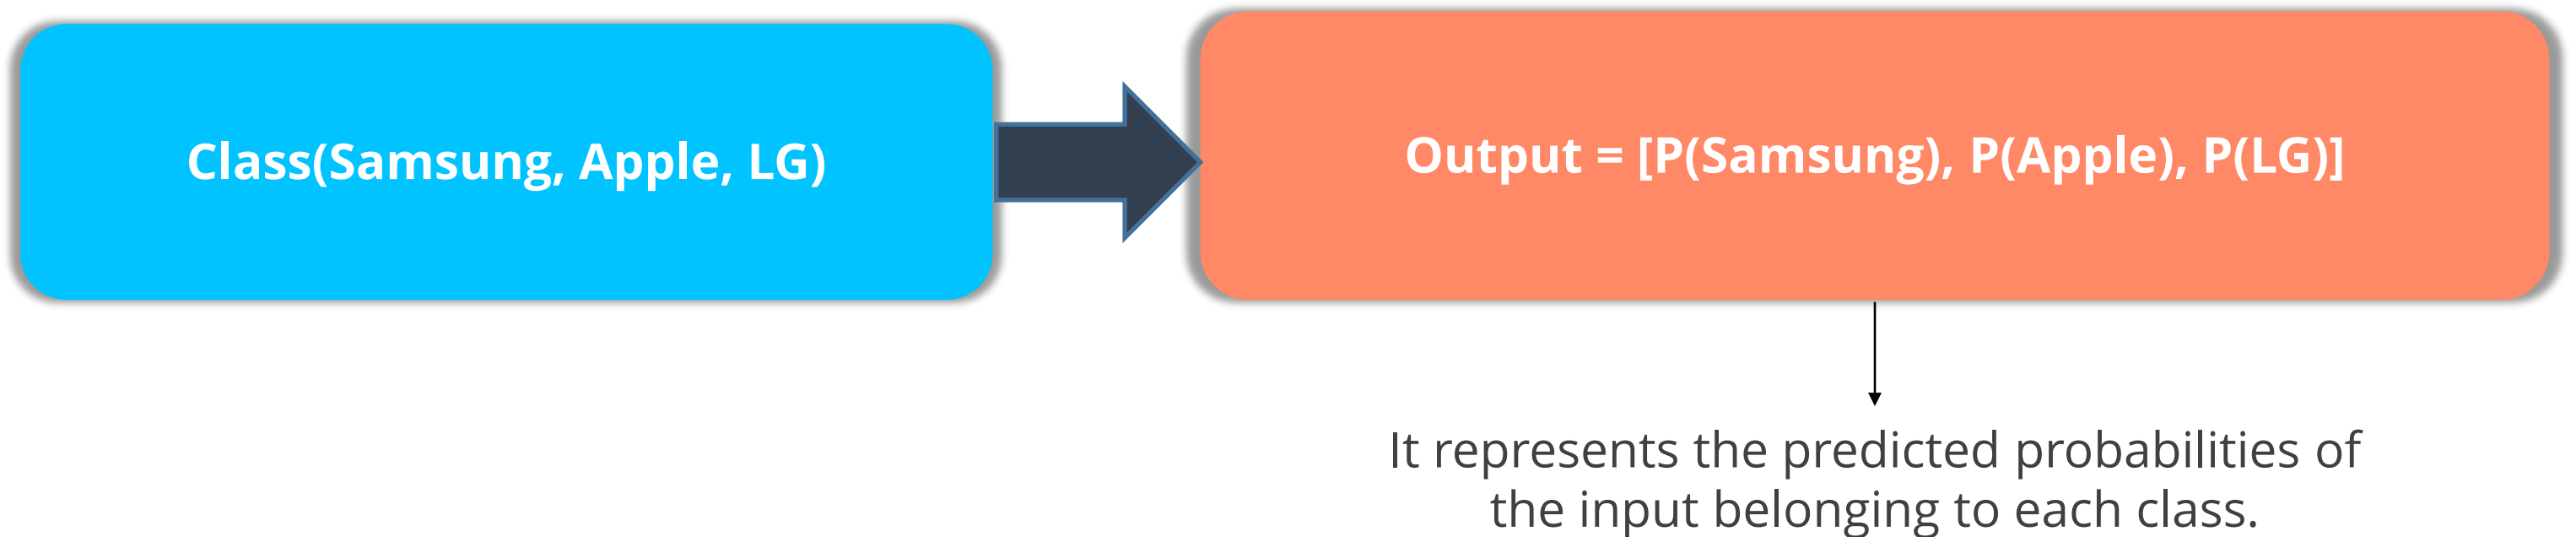 Class(Samsung, Apple, LG)
Output = [P(Samsung), P(Apple), P(LG)]
It represents the predicted probabilities of
the input belonging to each class.